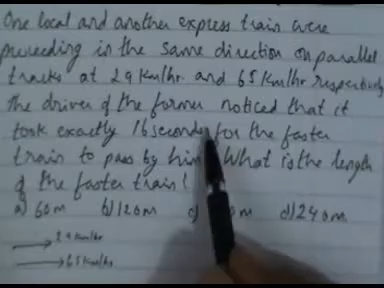 One local and another express train were
proceeding in the same direction on parallel
tracks at 29 Km/hr. and 65 Km/hr respectively
The driver of the former noticed that it
took exactly 16 seconds for the faster
train to pass by him. What is the length
of the faster train?
a) 60m b) 120m c) d) 240m
29 Km/hr
65 Km/hr